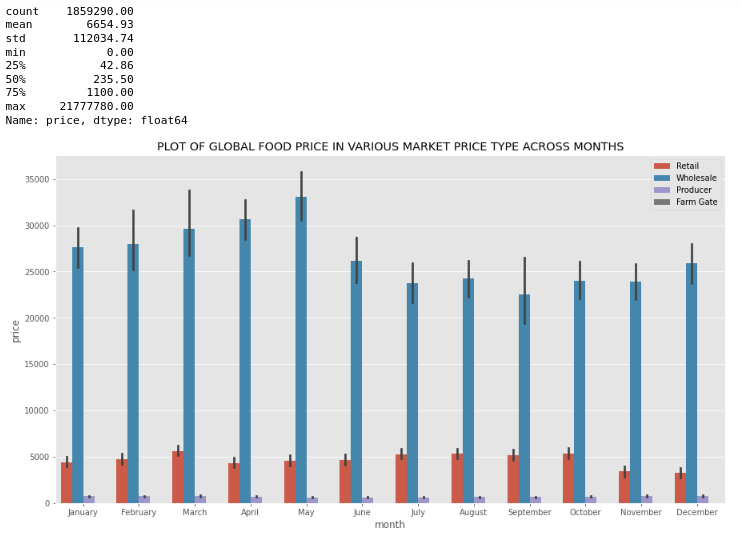 count 1859290.00
mean 6654.93
std 112034.74
min 0.00
25% 42.86
50% 235.50
75% 1100.00
max 21777780.00
Name: price, dtype: float64
PLOT OF GLOBAL FOOD PRICE IN VARIOUS MARKET PRICE TYPE ACROSS MONTHS
Retail
Wholesale
Producer
Farm Gate
35000
30000
25000
20000
15000
10000
5000
0
price
January February March April May June July August September October November December
month